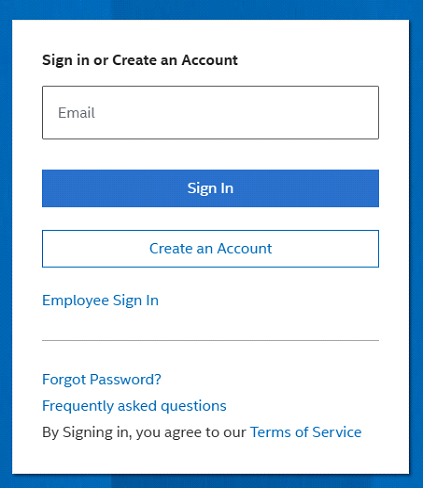 Sign in or Create an Account
Email
Sign In
Create an Account
Employee Sign In
Forgot Password?
Frequently asked questions
By Signing in, you agree to our Terms of Service